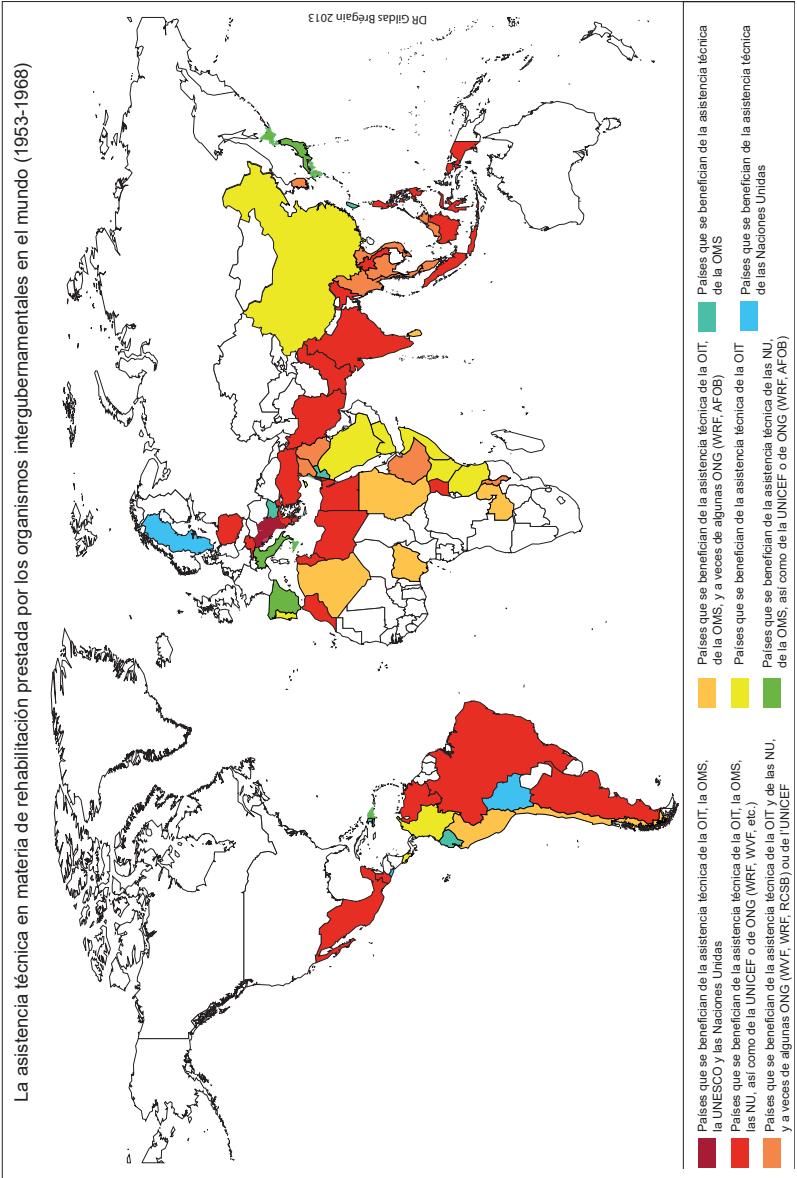 La asistencia técnica en materia de rehabilitación prestada por los organismos intergubernamentales en el mundo (1953-1968)
DR Gildas Brégain 2013
Países que se benefician de la asistencia técnica de la OIT, la OMS,
la UNESCO y las Naciones Unidas
Países que se benefician de la asistencia técnica de la OIT, la OMS,
las NU, así como de la UNICEF o de ONG (WRF, WVF, etc.)
Países que se benefician de la asistencia técnica de la OIT y de las NU,
y a veces de algunas ONG (WVF, WRF, RCSB) ou de l'UNICEF
Países que se benefician de la asistencia técnica de la OIT,
de la OMS, y a veces de algunas ONG (WRF, AFOB)
Países que se benefician de la asistencia técnica de la OIT
Países que se benefician de la asistencia técnica de las NU,
de la OMS, así como de la UNICEF o de ONG (WRF, AFOB)
Países que se benefician de la asistencia técnica
de la OMS
Países que se benefician de la asistencia técnica
de las Naciones Unidas